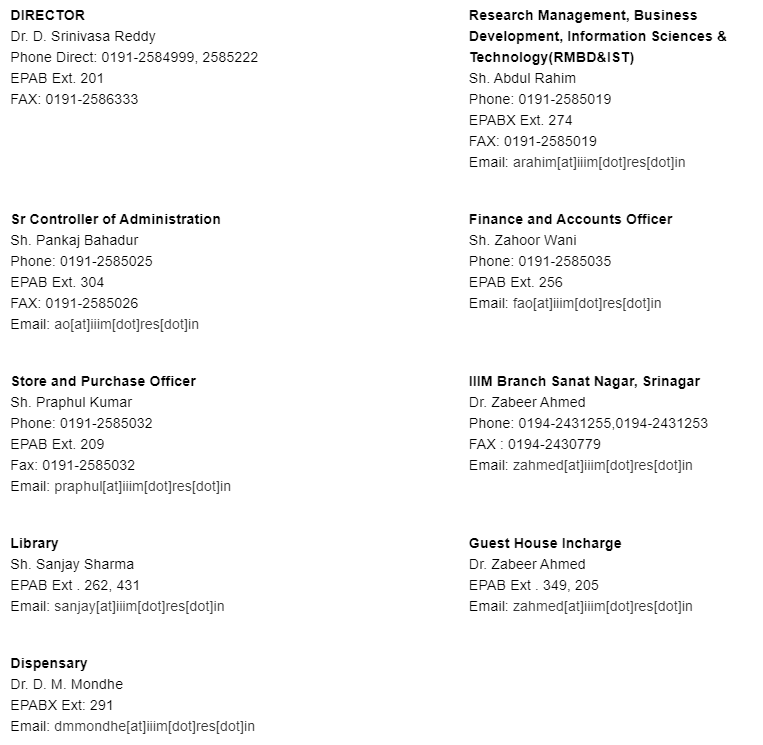 DIRECTOR
Dr. D. Srinivasa Reddy
Phone Direct: 0191-2584999, 2585222
EPAB Ext. 201
FAX: 0191-2586333
Research Management, Business
Development, Information Sciences &
Technology(RMBD&IST)
Sh. Abdul Rahim
Phone: 0191-2585019
EPABX Ext. 274
FAX: 0191-2585019
Email: arahim[at]iiim[dot]res[dot]in
Sr Controller of Administration
Sh. Pankaj Bahadur
Phone: 0191-2585025
EPAB Ext. 304
FAX: 0191-2585026
Email: ao[at]iiim[dot]res[dot]in
Finance and Accounts Officer
Sh. Zahoor Wani
Phone: 0191-2585035
EPAB Ext. 256
Email: fao[at]iiim[dot]res[dot]in
Store and Purchase Officer
Sh. Praphul Kumar
Phone: 0191-2585032
EPAB Ext. 209
Fax: 0191-2585032
Email: praphul[at]iiim[dot]res[dot]in
IIIM Branch Sanat Nagar, Srinagar
Dr. Zabeer Ahmed
Phone: 0194-2431255,0194-2431253
FAX : 0194-2430779
Email: zahmed[at]iiim[dot]res[dot]in
Library
Sh. Sanjay Sharma
EPAB Ext . 262, 431
Email: sanjay[at]iiim[dot]res[dot]in
Guest House Incharge
Dr. Zabeer Ahmed
EPAB Ext . 349, 205
Email: zahmed[at]iiim[dot]res[dot]in
Dispensary
Dr. D. M. Mondhe
EPABX Ext: 291
Email: dmmondhe[at]iiim[dot]res[dot]in